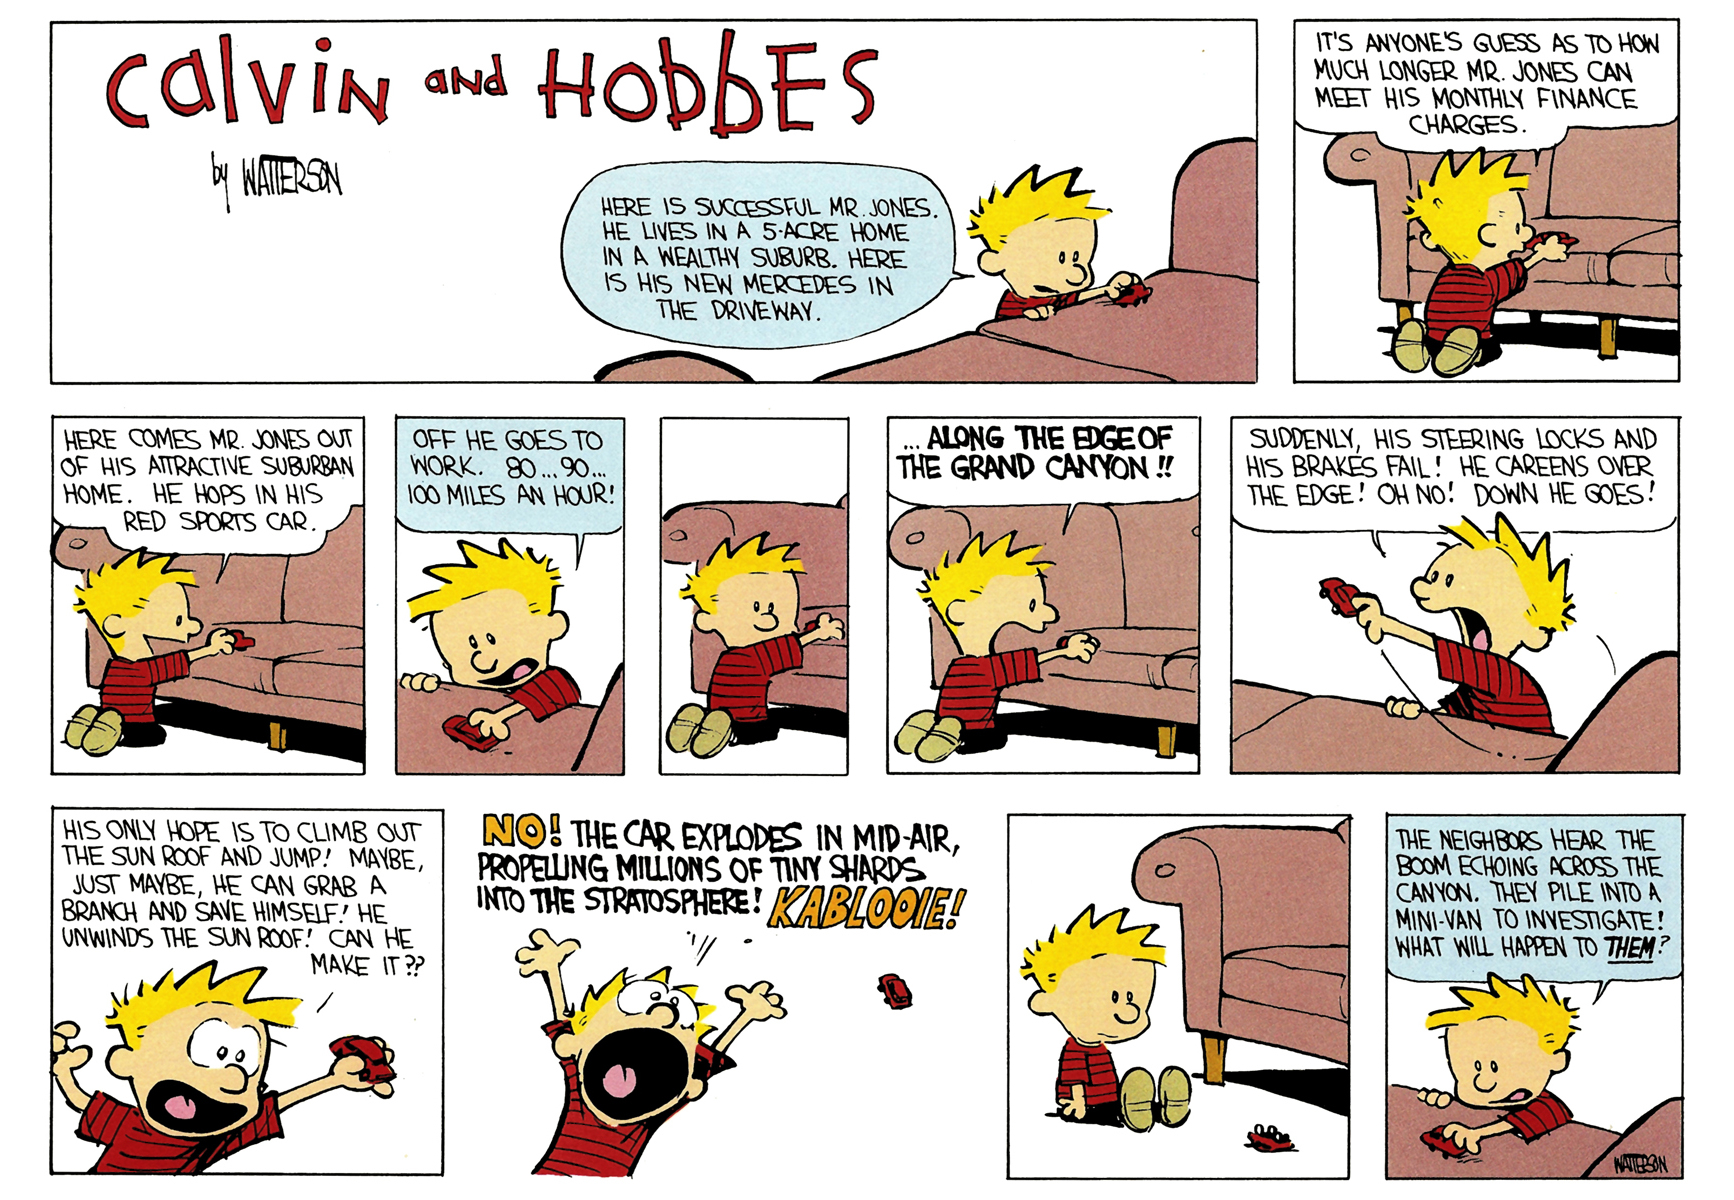 CALVIN AND HOBBES
by WATTERSON
HERE IS SUCCESSFUL MR. JONES.
HE LIVES IN A 5-ACRE HOME
IN A WEALTHY SUBURB. HERE
IS HIS NEW MERCEDES IN
THE DRIVEWAY.
IT'S ANYONE'S GUESS AS TO HOW
MUCH LONGER MR. JONES CAN
MEET HIS MONTHLY FINANCE
CHARGES.
HERE COMES MR. JONES OUT
OF HIS ATTRACTIVE SUBURBAN
HOME. HE HOPS IN HIS
RED SPORTS CAR.
OFF HE GOES TO
WORK. 80...90...
100 MILES AN HOUR!
...ALONG THE EDGE OF
THE GRAND CANYON!!
SUDDENLY, HIS STEERING LOCKS AND
HIS BRAKES FAIL! HE CAREENS OVER
THE EDGE! OH NO! DOWN HE GOES!
HIS ONLY HOPE IS TO CLIMB OUT
THE SUN ROOF AND JUMP! MAYBE,
JUST MAYBE, HE CAN GRAB A
BRANCH AND SAVE HIMSELF! HE
UNWINDS THE SUN ROOF! CAN HE
MAKE IT??
NO! THE CAR EXPLODES IN MID-AIR,
PROPELLING MILLIONS OF TINY SHARDS
INTO THE STRATOSPHERE! KABLOOIE!
THE NEIGHBORS HEAR THE
BOOM ECHOING ACROSS THE
CANYON. THEY PILE INTO A
MINI-VAN TO INVESTIGATE!
WHAT WILL HAPPEN TO THEM?
WATTERSON